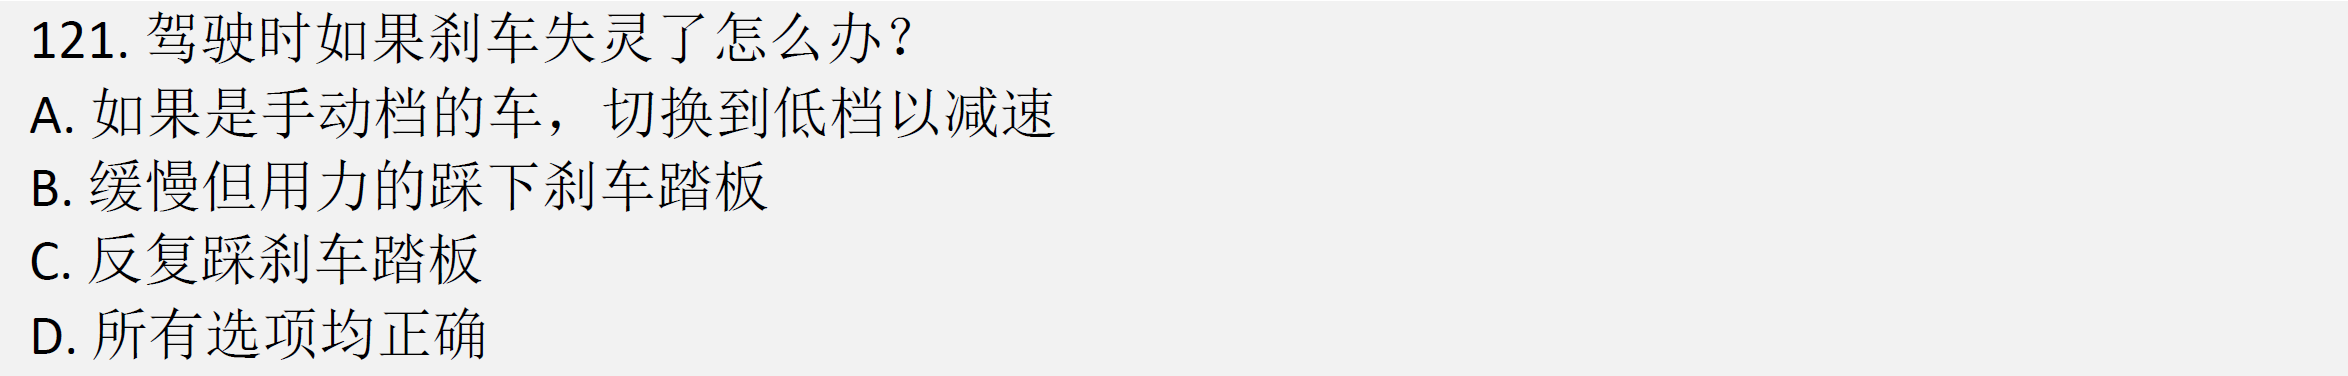 121. 驾驶时如果刹车失灵了怎么办？
A. 如果是手动档的车，切换到低档以减速
B. 缓慢但用力的踩下刹车踏板
C. 反复踩刹车踏板
D. 所有选项均正确